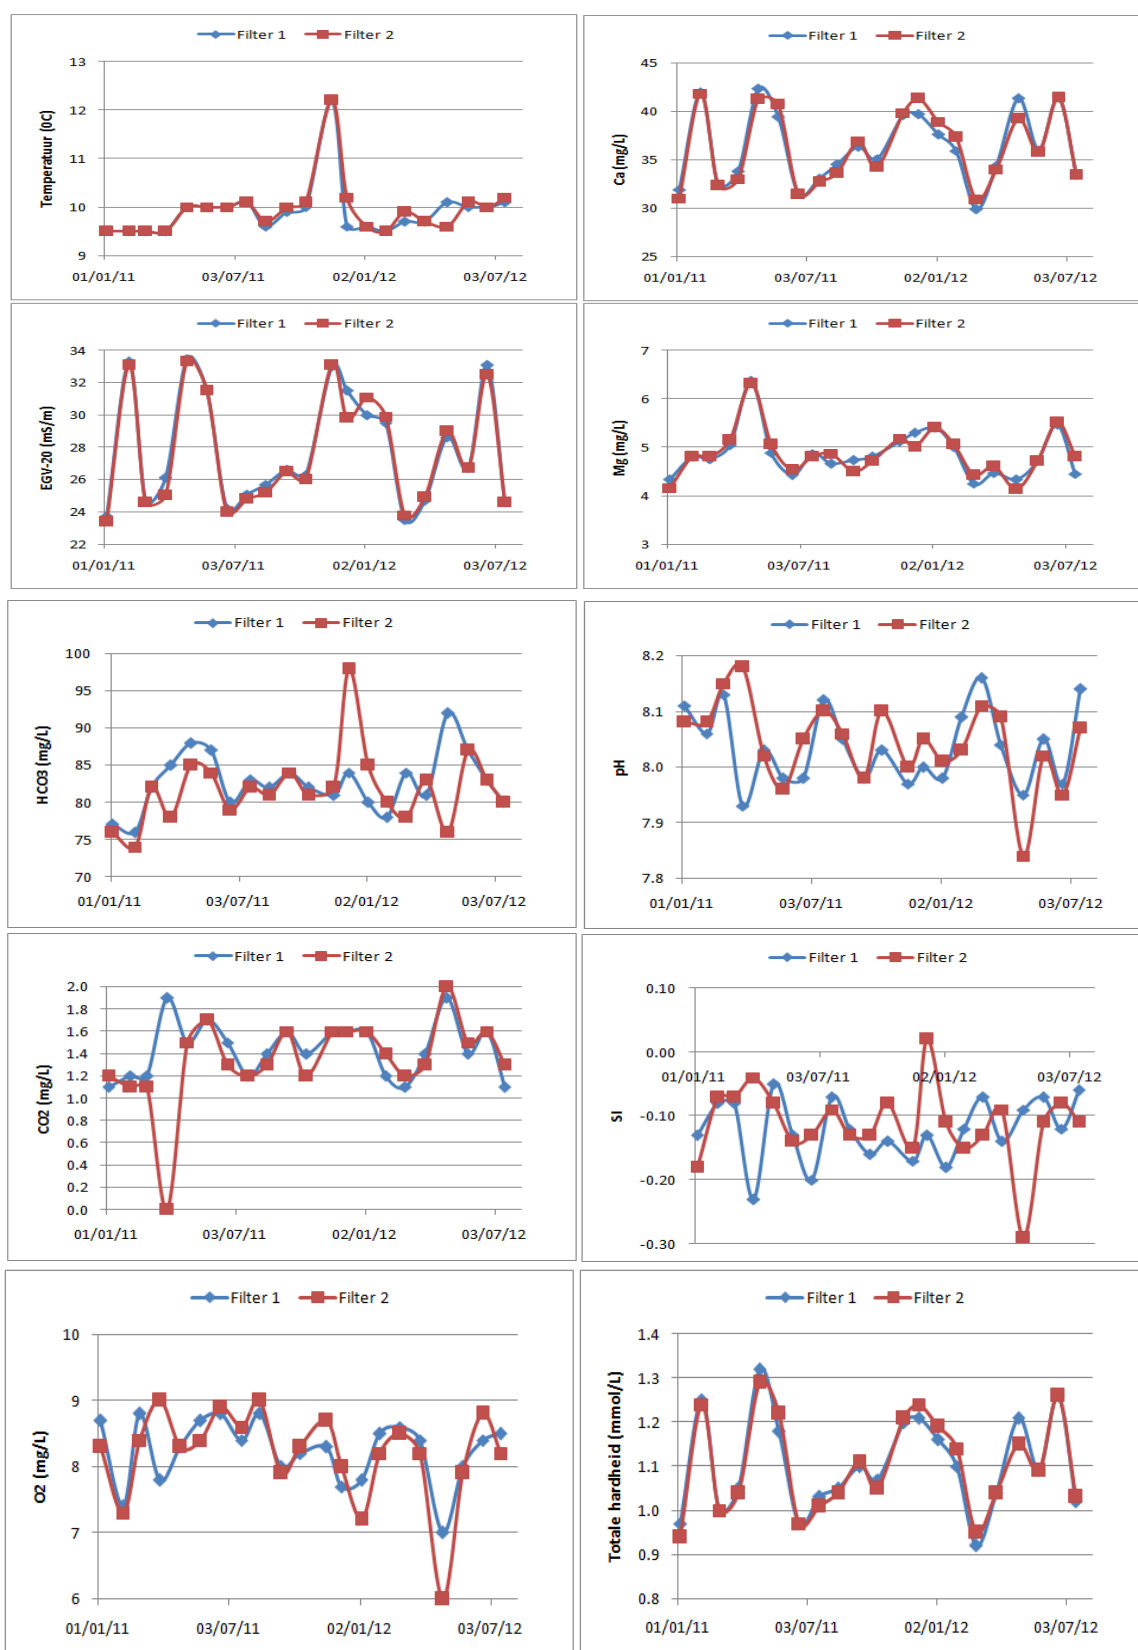 Filter 1 Filter 2
Temperatuur (0C)
13
12
11
10
9
01/01/11 03/07/11 02/01/12 03/07/12
Filter 1 Filter 2
Ca (mg/L)
45
40
35
30
25
01/01/11 03/07/11 02/01/12 03/07/12
Filter 1 Filter 2
EGV-20 (mS/m)
34
32
30
28
26
24
22
01/01/11 03/07/11 02/01/12 03/07/12
Filter 1 Filter 2
Mg (mg/L)
7
6
5
4
3
01/01/11 03/07/11 02/01/12 03/07/12
Filter 1 Filter 2
HCO3 (mg/L)
100
95
90
85
80
75
70
01/01/11 03/07/11 02/01/12 03/07/12
Filter 1 Filter 2
pH
8.2
8.1
8.0
7.9
7.8
01/01/11 03/07/11 02/01/12 03/07/12
Filter 1 Filter 2
CO2 (mg/L)
2.0
1.8
1.6
1.4
1.2
1.0
0.8
0.6
0.4
0.2
0.0
01/01/11 03/07/11 02/01/12 03/07/12
Filter 1 Filter 2
SI
0.10
0.00
-0.10
-0.20
-0.30
01/01/11 03/07/11 02/01/12 03/07/12
Filter 1 Filter 2
O2 (mg/L)
10
9
8
7
6
01/01/11 03/07/11 02/01/12 03/07/12
Filter 1 Filter 2
Totale hardheid (mmol/L)
1.4
1.3
1.2
1.1
1.0
0.9
0.8
01/01/11 03/07/11 02/01/12 03/07/12